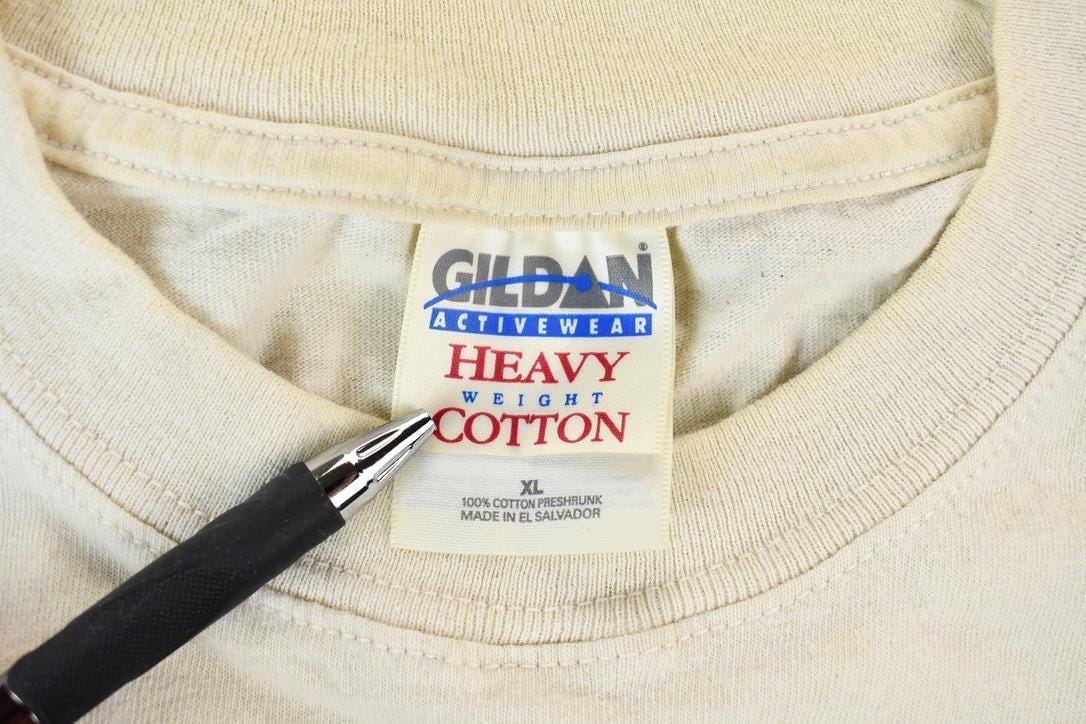 GILDAN®
ACTIVEWEAR
HEAVY
WEIGHT
COTTON
XL
100% COTTON PRESHRUNK
MADE IN EL SALVADOR